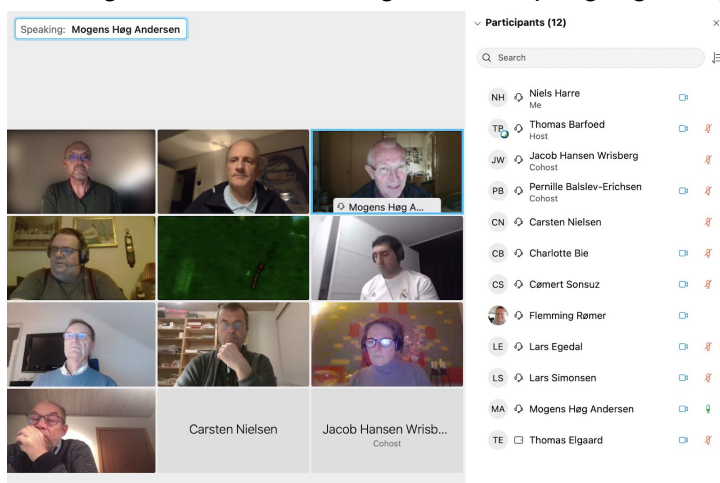 Speaking: Mogens Høg Andersen
Mogens Høg A...
Carsten Nielsen
Jacob Hansen Wrisb...
Cohost
Participants (12)
Search
NH Niels Harre
Me
TB Thomas Barfoed
Host
JW Jacob Hansen Wrisberg
Cohost
PB Pernille Balslev-Erichsen
Cohost
CN Carsten Nielsen
CB Charlotte Bie
CS Cømert Sonsuz
Flemming Rømer
LE Lars Egedal
LS Lars Simonsen
MA Mogens Høg Andersen
TE Thomas Elgaard